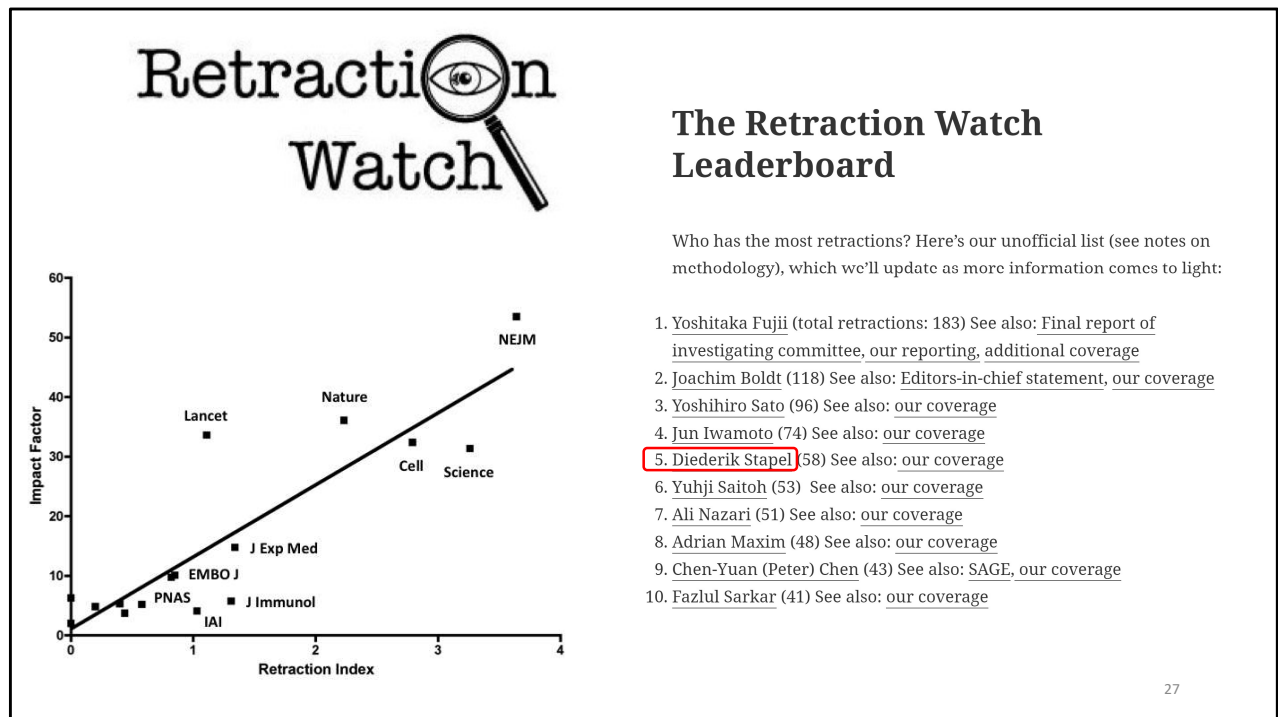 Retraction
Watch
The Retraction Watch
Leaderboard
Who has the most retractions? Here’s our unofficial list (see notes on
methodology), which we’ll update as more information comes to light:
1. Yoshitaka Fujii (total retractions: 183) See also: Final report of
investigating committee, our reporting, additional coverage
2. Joachim Boldt (118) See also: Editors-in-chief statement, our coverage
3. Yoshihiro Sato (96) See also: our coverage
4. Jun Iwamoto (74) See also: our coverage
5. Diederik Stapel (58) See also: our coverage
6. Yuhji Saitoh (53) See also: our coverage
7. Ali Nazari (51) See also: our coverage
8. Adrian Maxim (48) See also: our coverage
9. Chen-Yuan (Peter) Chen (43) See also: SAGE, our coverage
10. Fazlul Sarkar (41) See also: our coverage
60
50
40
30
20
10
0
Impact Factor
NEJM
Nature
Lancet
Cell
Science
J Exp Med
EMBO J
PNAS
J Immunol
IAI
0 1 2 3 4
Retraction Index
27